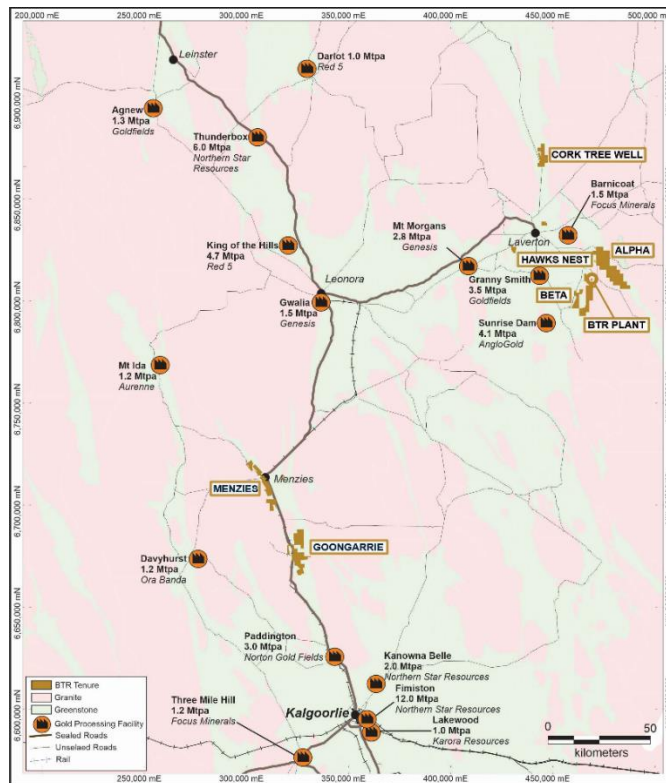 200,000 mE
250,000 mE
300,000 mE
350,000 mE
400,000 mE
450,000 mE
500,000 mE
6,900,000 mN
6,850,000 mN
6,800,000 mN
6,750,000 mN
6,700,000 mN
6,650,000 mN
6,600,000 mN
Leinster
Darlot 1.0 Mtpa
Red 5
Agnew
1.3 Mtpa
Goldfields
Thunderbox
6.0 Mtpa
Northern Star
Resources
CORK TREE WELL
Barnicoat
1.5 Mtpa
Focus Minerals
Mt Morgans
2.8 Mtpa
Genesis
Laverton
King of the Hills
4.7 Mtpa
Red 5
HAWKS NEST
ALPHA
Leonora
Granny Smith
3.5 Mtpa
Goldfields
BETA
Gwalia
1.5 Mtpa
Genesis
BTR PLANT
Sunrise Dam
4.1 Mtpa
AngloGold
Mt Ida
1.2 Mtpa
Aurenne
Menzies
MENZIES
GOONGARRIE
Davyhurst
1.2 Mtpa
Ora Banda
Paddington
3.0 Mtpa
Norton Gold Fields
Kanowna Belle
2.0 Mtpa
Northern Star Resources
Three Mile Hill
1.2 Mtpa
Focus Minerals
Kalgoorlie
Fimiston
12.0 Mtpa
Northern Star Resources
Lakewood
1.0 Mtpa
Karora Resources
BTR Tenure
Granite
Greenstone
Gold Processing Facility
Sealed Roads
Unselaed Roads
Rail
0 50
kilometers
250,000 mE
300,000 mE
350,000 mE
400,000 mE
450,000 mE
500,000 mE